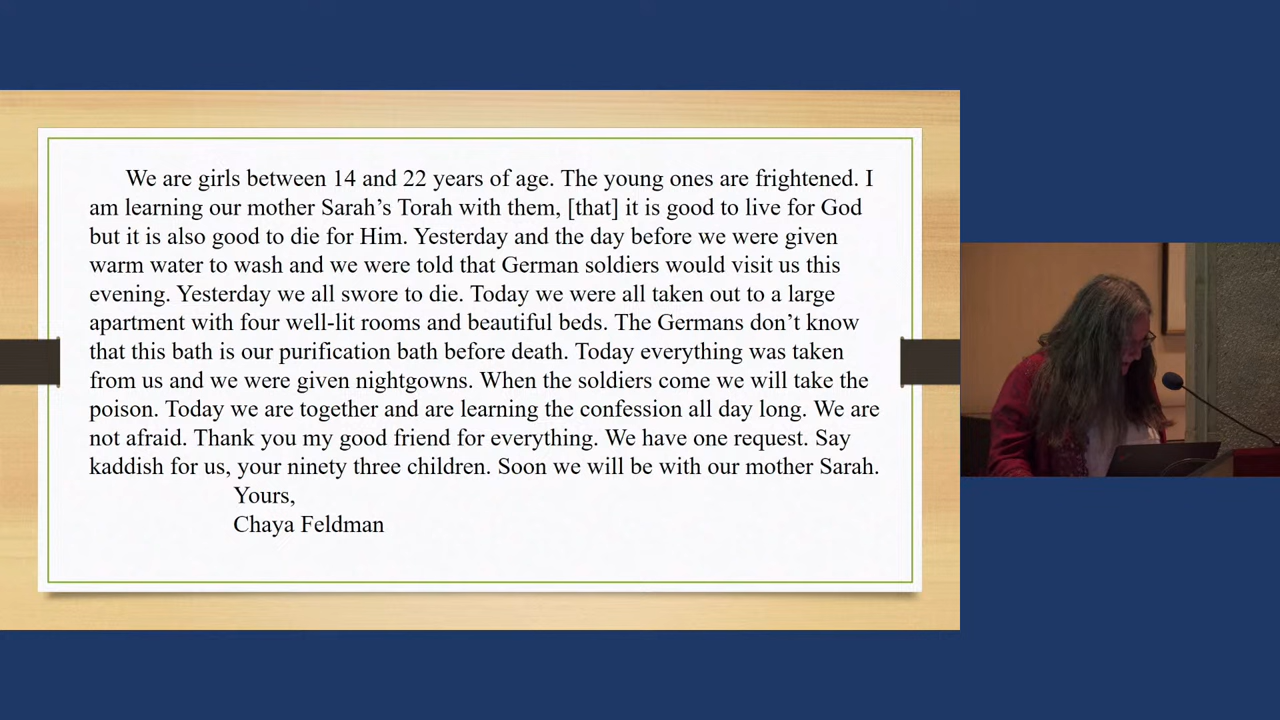 We are girls between 14 and 22 years of age. The young ones are frightened. I
am learning our mother Sarah’s Torah with them, [that] it is good to live for God
but it is also good to die for Him. Yesterday and the day before we were given
warm water to wash and we were told that German soldiers would visit us this
evening. Yesterday we all swore to die. Today we were all taken out to a large
apartment with four well-lit rooms and beautiful beds. The Germans don’t know
that this bath is our purification bath before death. Today everything was taken
from us and we were given nightgowns. When the soldiers come we will take the
poison. Today we are together and are learning the confession all day long. We are
not afraid. Thank you my good friend for everything. We have one request. Say
kaddish for us, your ninety three children. Soon we will be with our mother Sarah.
Yours,
Chaya Feldman